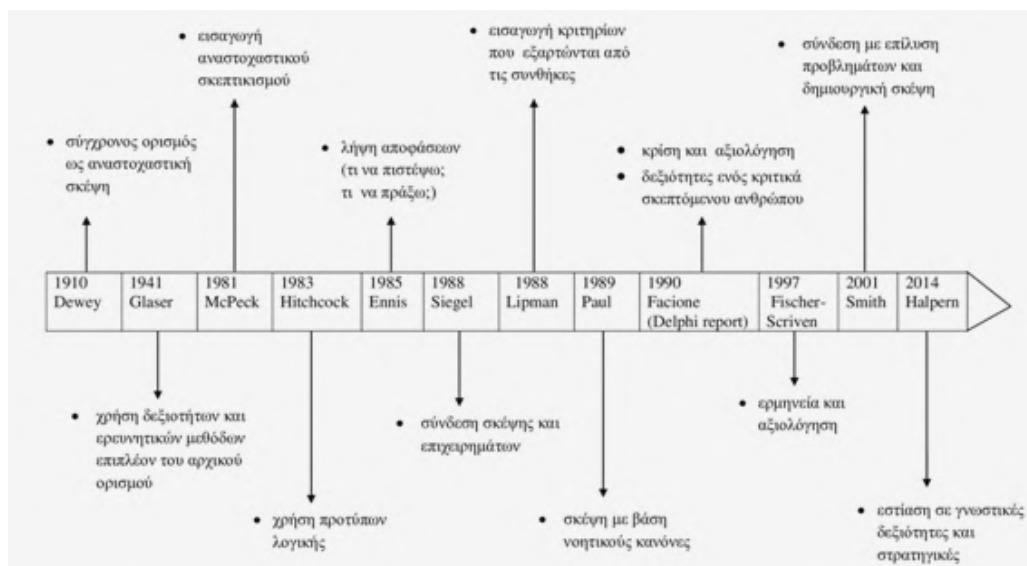 • εισαγωγή
αναστοχαστικού
σκεπτικισμού
• εισαγωγή κριτηρίων
που εξαρτώνται από
τις συνθήκες
• σύνδεση με επίλυση
προβλημάτων και
δημιουργική σκέψη
• σύγχρονος ορισμός
ως αναστοχαστική
σκέψη
• λήψη αποφάσεων
(τι να πιστέψω;
τι να πράξω;)
• κρίση και αξιολόγηση
• δεξιότητες ενός κριτικά
σκεπτόμενου ανθρώπου
1910
Dewey
1941
Glaser
1981
McPeck
1983
Hitchcock
1985
Ennis
1988
Siegel
1988
Lipman
1989
Paul
1990
Facione
(Delphi report)
1997
Fischer-
Scriven
2001
Smith
2014
Halpern
• χρήση δεξιοτήτων και
ερευνητικών μεθόδων
επιπλέον του αρχικού
ορισμού
• σύνδεση σκέψης και
επιχειρημάτων
• ερμηνεία και
αξιολόγηση
• χρήση προτύπων
λογικής
• σκέψη με βάση
νοητικούς κανόνες
• εστίαση σε γνωστικές
δεξιότητες και
στρατηγικές